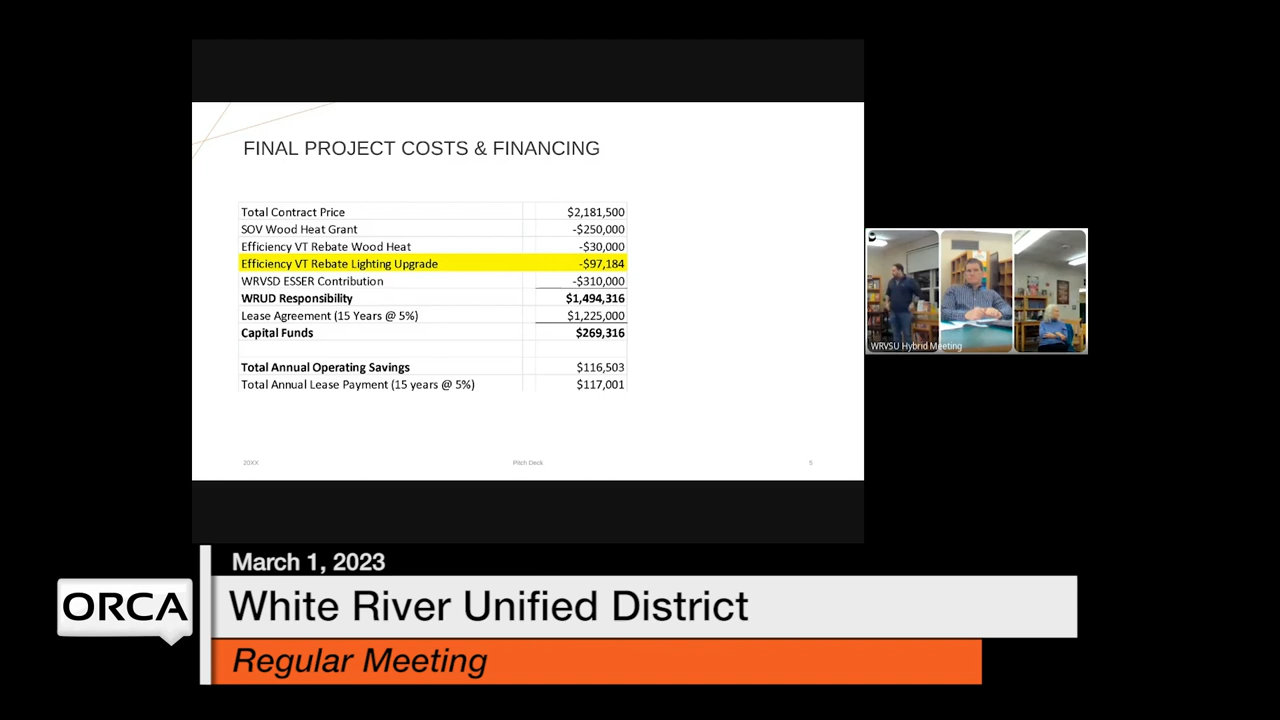 FINAL PROJECT COSTS & FINANCING
Total Contract Price $2,181,500
SOV Wood Heat Grant -$250,000
Efficiency VT Rebate Wood Heat -$30,000
Efficiency VT Rebate Lighting Upgrade -$97,184
WRVSD ESSER Contribution -$310,000
WRUD Responsibility $1,494,316
Lease Agreement (15 Years @ 5%) $1,225,000
Capital Funds $269,316
Total Annual Operating Savings $116,503
Total Annual Lease Payment (15 years @ 5%) $117,001
20XX Pitch Deck 5
WRVSU Hybrid Meeting
March 1, 2023
ORCA
White River Unified District
Regular Meeting